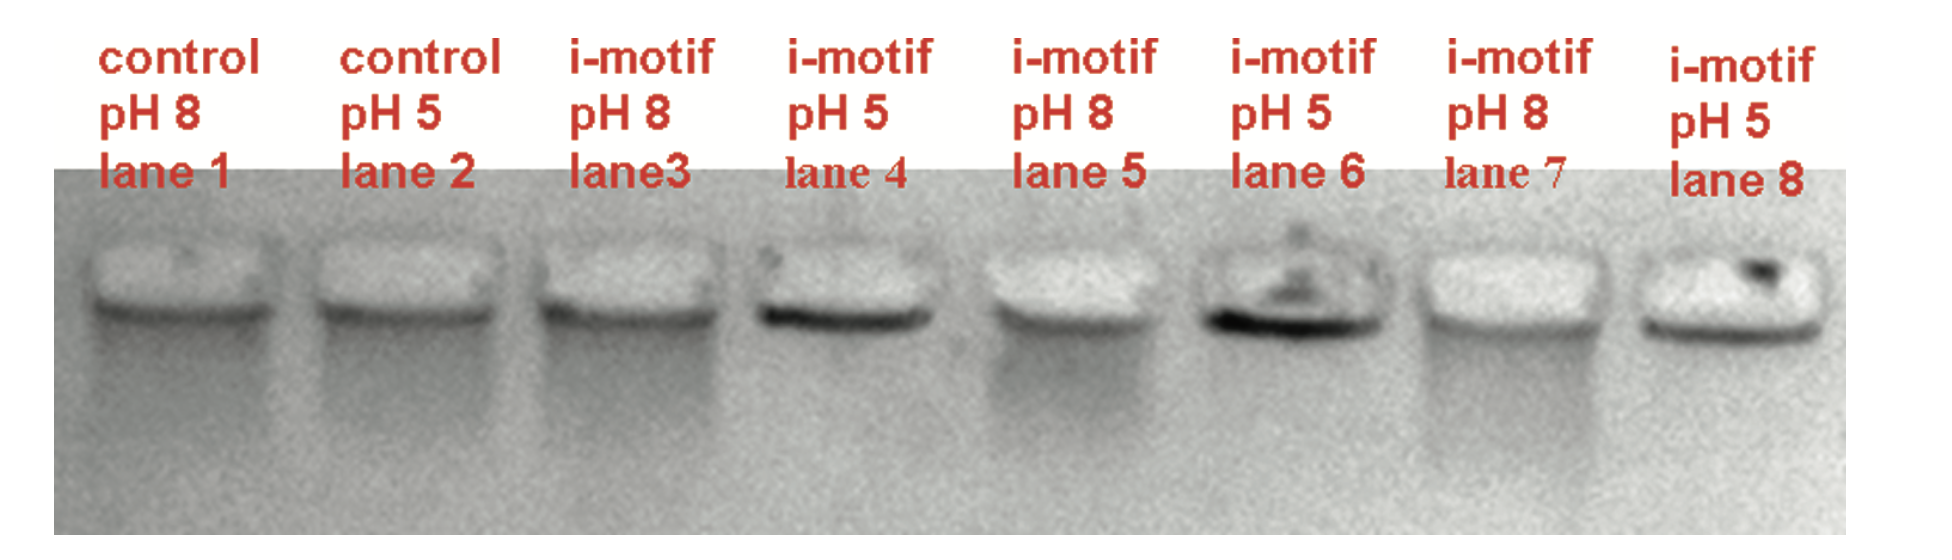 control
pH 8
lane 1
control
pH 5
lane 2
i-motif
pH 8
lane3
i-motif
pH 5
lane 4
i-motif
pH 8
lane 5
i-motif
pH 5
lane 6
i-motif
pH 8
lane 7
i-motif
pH 5
lane 8